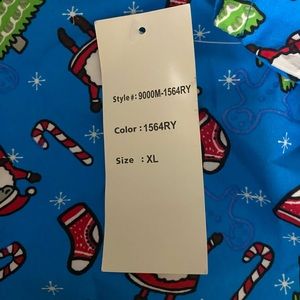 Style#: 9000M-1564RY
Color : 1564RY
Size : XL